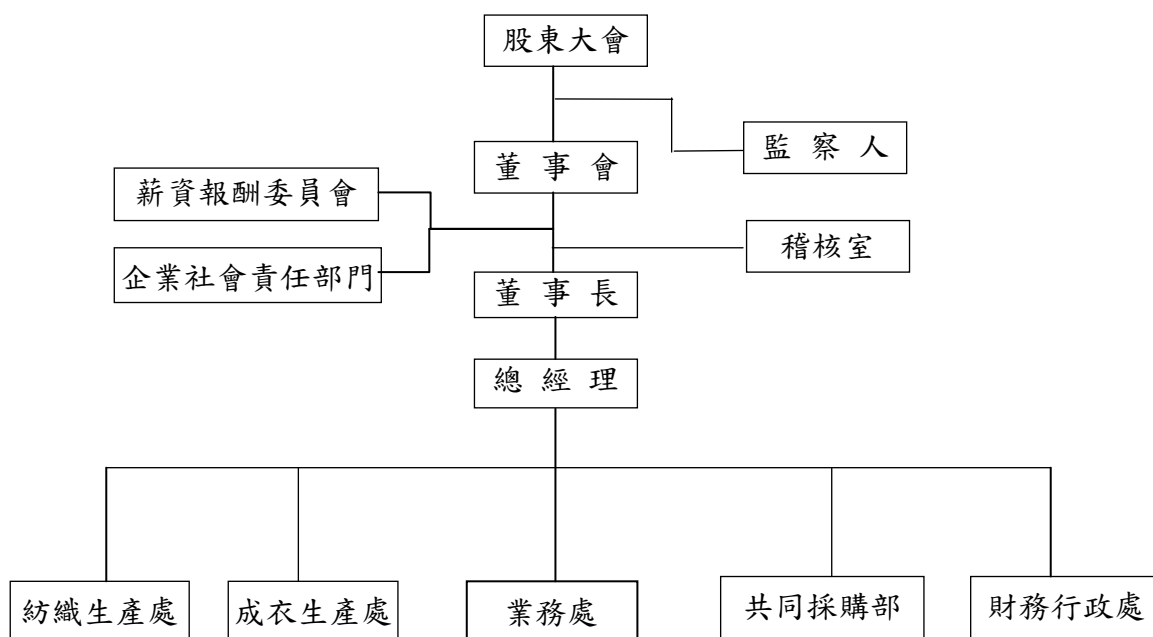 股東大會
監察人
董事會
薪資報酬委員會
稽核室
企業社會責任部門
董事長
總經理
紡織生產處
成衣生產處
業務處
共同採購部
財務行政處